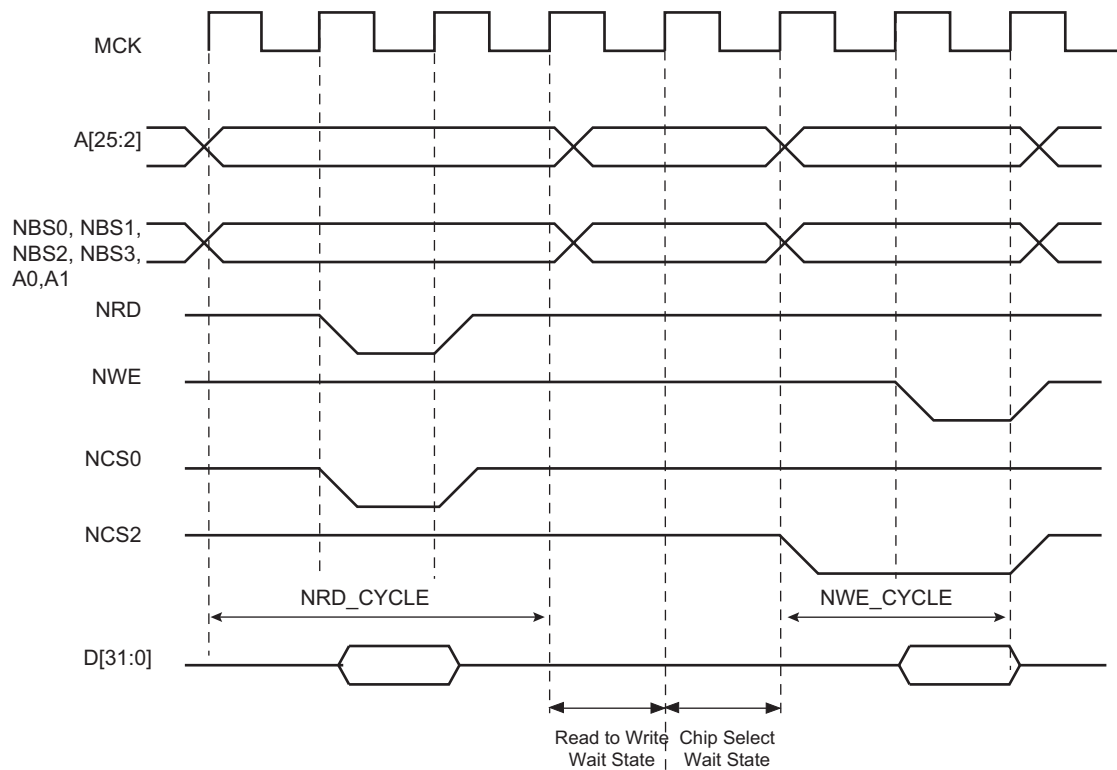 MCK
A[25:2]
NBS0, NBS1,
NBS2, NBS3,
A0,A1
NRD
NWE
NCS0
NCS2
NRD_CYCLE
NWE_CYCLE
D[31:0]
Read to Write
Wait State
Chip Select
Wait State